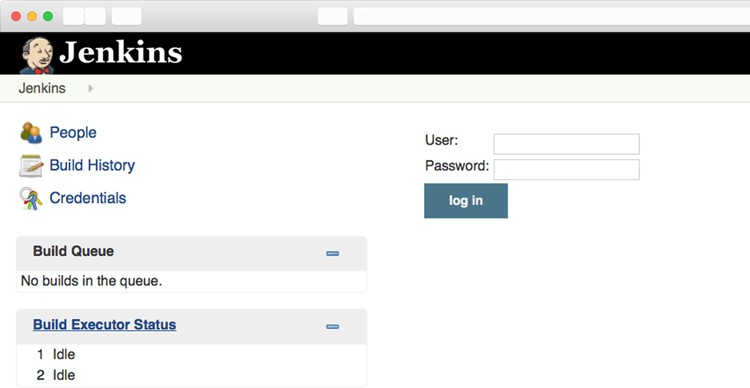 Jenkins
Jenkins
People
Build History
Credentials
User:
Password:
log in
Build Queue
No builds in the queue.
Build Executor Status
1 Idle
2 Idle